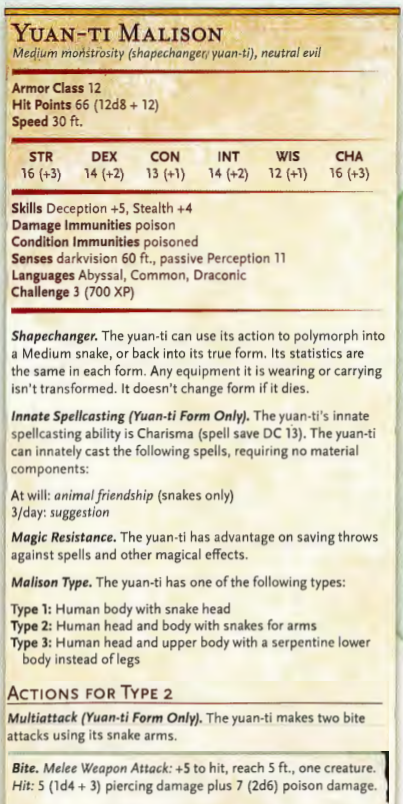 YUAN-TI MALISON
Medium monstrosity (shapechanger, yuan-ti), neutral evil
Armor Class 12
Hit Points 66 (12d8 + 12)
Speed 30 ft.
STR DEX CON INT WIS CHA
16 (+3) 14 (+2) 13 (+1) 14 (+2) 12 (+1) 16 (+3)
Skills Deception +5, Stealth +4
Damage Immunities poison
Condition Immunities poisoned
Senses darkvision 60 ft., passive Perception 11
Languages Abyssal, Common, Draconic
Challenge 3 (700 XP)
Shapechanger. The yuan-ti can use its action to polymorph into
a Medium snake, or back into its true form. Its statistics are
the same in each form. Any equipment it is wearing or carrying
isn't transformed. It doesn't change form if it dies.
Innate Spellcasting (Yuan-ti Form Only). The yuan-ti's innate
spellcasting ability is Charisma (spell save DC 13). The yuan-ti
can innately cast the following spells, requiring no material
components:
At will: animal friendship (snakes only)
3/day: suggestion
Magic Resistance. The yuan-ti has advantage on saving throws
against spells and other magical effects.
Malison Type. The yuan-ti has one of the following types:
Type 1: Human body with snake head
Type 2: Human head and body with snakes for arms
Type 3: Human head and upper body with a serpentine lower
body instead of legs
ACTIONS FOR TYPE 2
Multiattack (Yuan-ti Form Only). The yuan-ti makes two bite
attacks using its snake arms.
Bite. Melee Weapon Attack: +5 to hit, reach 5 ft., one creature.
Hit: 5 (1d4 + 3) piercing damage plus 7 (2d6) poison damage.